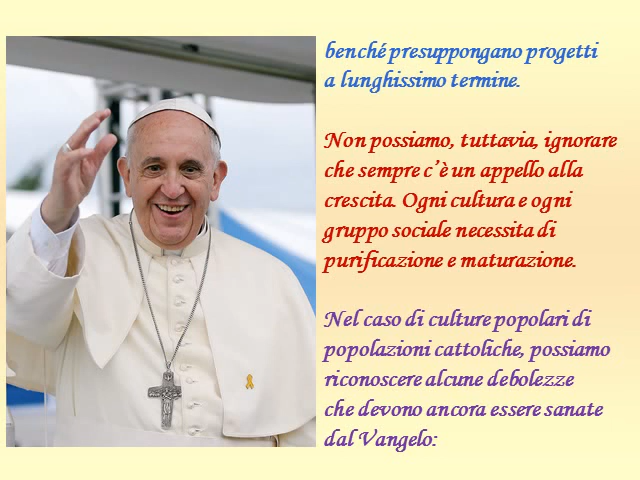 benché presuppongano progetti
a lunghissimo termine.
Non possiamo, tuttavia, ignorare
che sempre c’è un appello alla
crescita. Ogni cultura e ogni
gruppo sociale necessita di
purificazione e maturazione.
Nel caso di culture popolari di
popolazioni cattoliche, possiamo
riconoscere alcune debolezze
che devono ancora essere sanate
dal Vangelo: